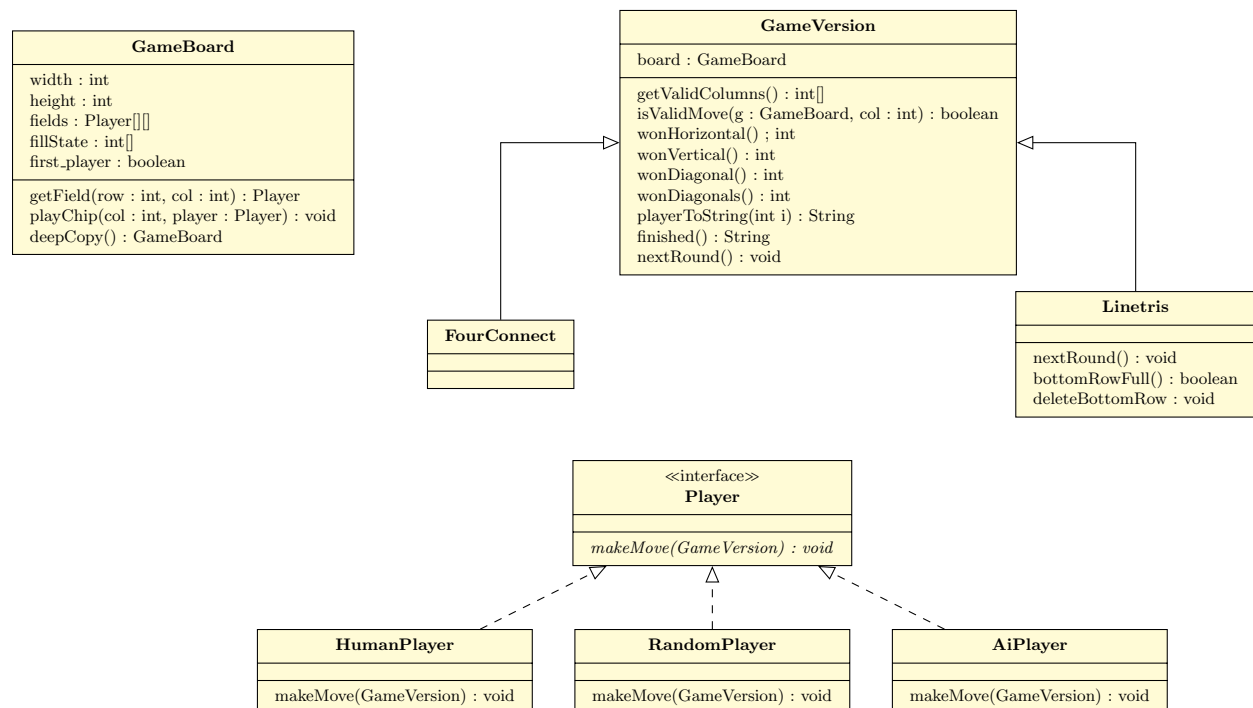 GameBoard
width : int
height : int
fields : Player[][]
fillState : int[]
first_player : boolean
getField(row : int, col : int) : Player
playChip(col : int, player : Player) : void
deepCopy() : GameBoard
GameVersion
board : GameBoard
getValidColumns() : int[]
isValidMove(g : GameBoard, col : int) : boolean
wonHorizontal() ; int
wonVertical() : int
wonDiagonal() : int
wonDiagonals() : int
playerToString(int i) : String
finished() : String
nextRound() : void
FourConnect
Linetris
nextRound() : void
bottomRowFull() : boolean
deleteBottomRow : void
≪interface≫
Player
makeMove(GameVersion) : void
HumanPlayer
makeMove(GameVersion) : void
RandomPlayer
makeMove(GameVersion) : void
AiPlayer
makeMove(GameVersion) : void